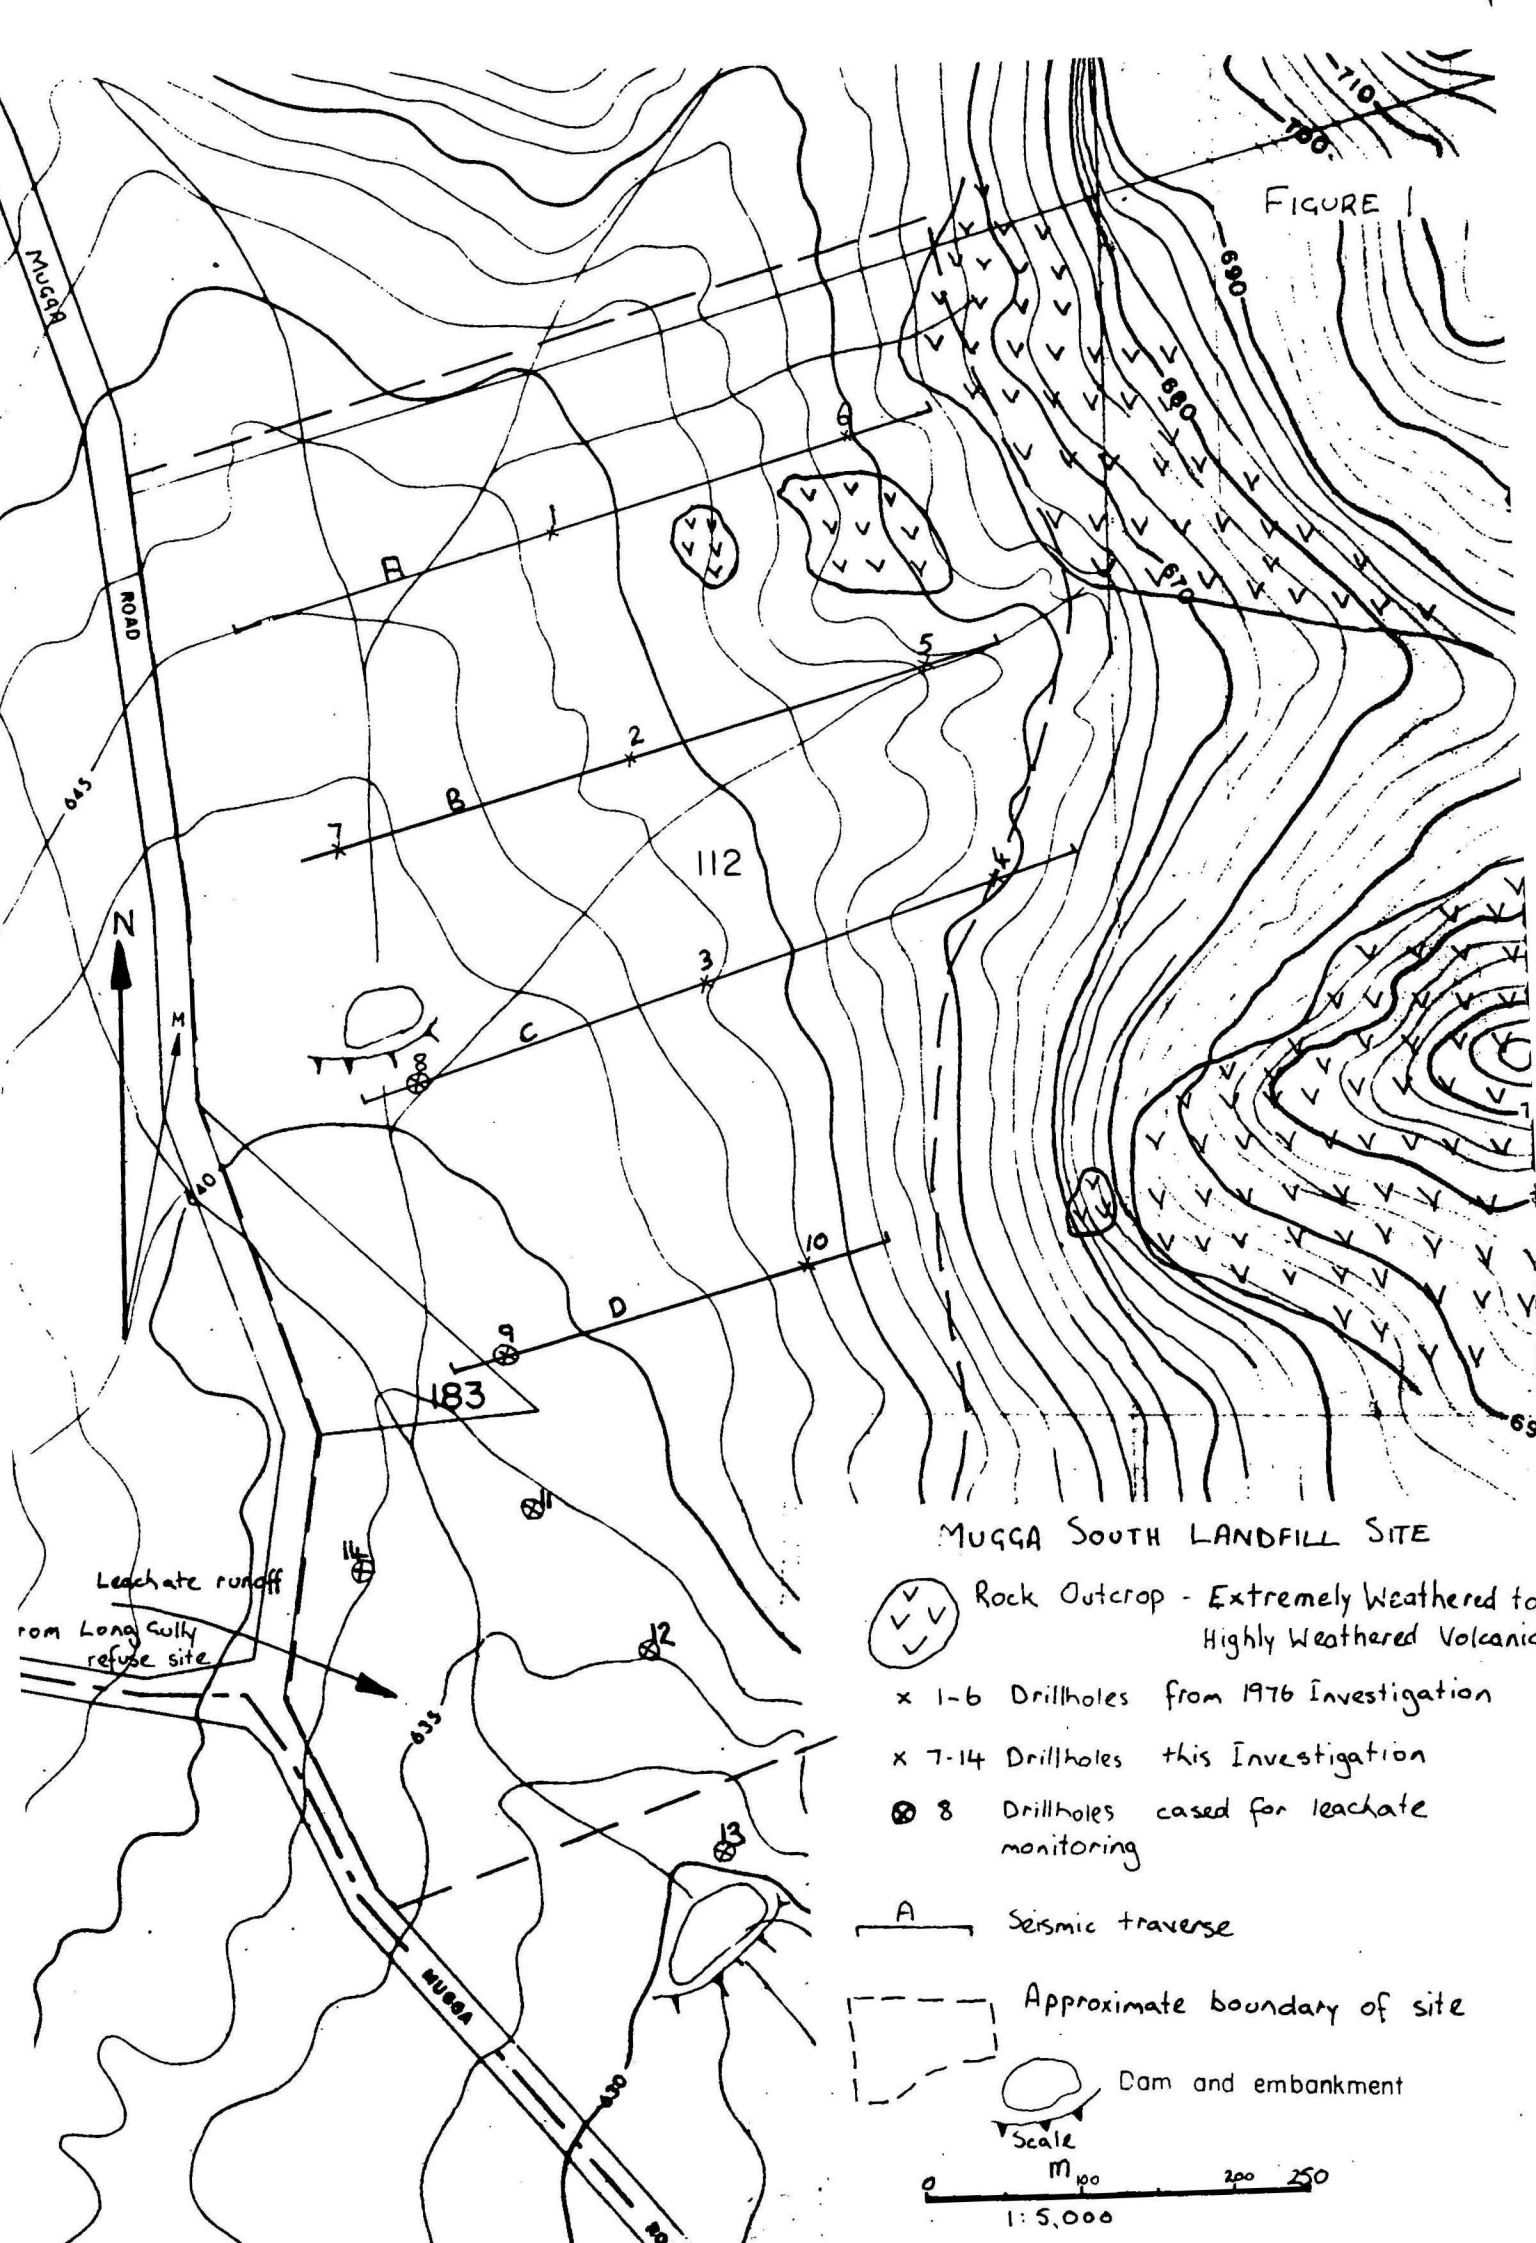 710
700
FIGURE 1
MUGGA
690
680
6
1
A
ROAD
670
5
2
645
B
7
112
4
N
3
M
C
8
40
10
D
9
183
69
MUGGA SOUTH LANDFILL SITE
11
14
Leachate runoff
rom Long Gully
refuse site
12
Rock Outcrop - Extremely Weathered to
Highly Weathered Volcanic
x 1-6 Drillholes from 1976 Investigation
635
x 7-14 Drillholes this Investigation
8 Drillholes cased for leachate
monitoring
13
A
Seismic traverse
MUGGA
Approximate boundary of site
630
Dam and embankment
Scale
m
0 100 200 250
1:5,000
RO